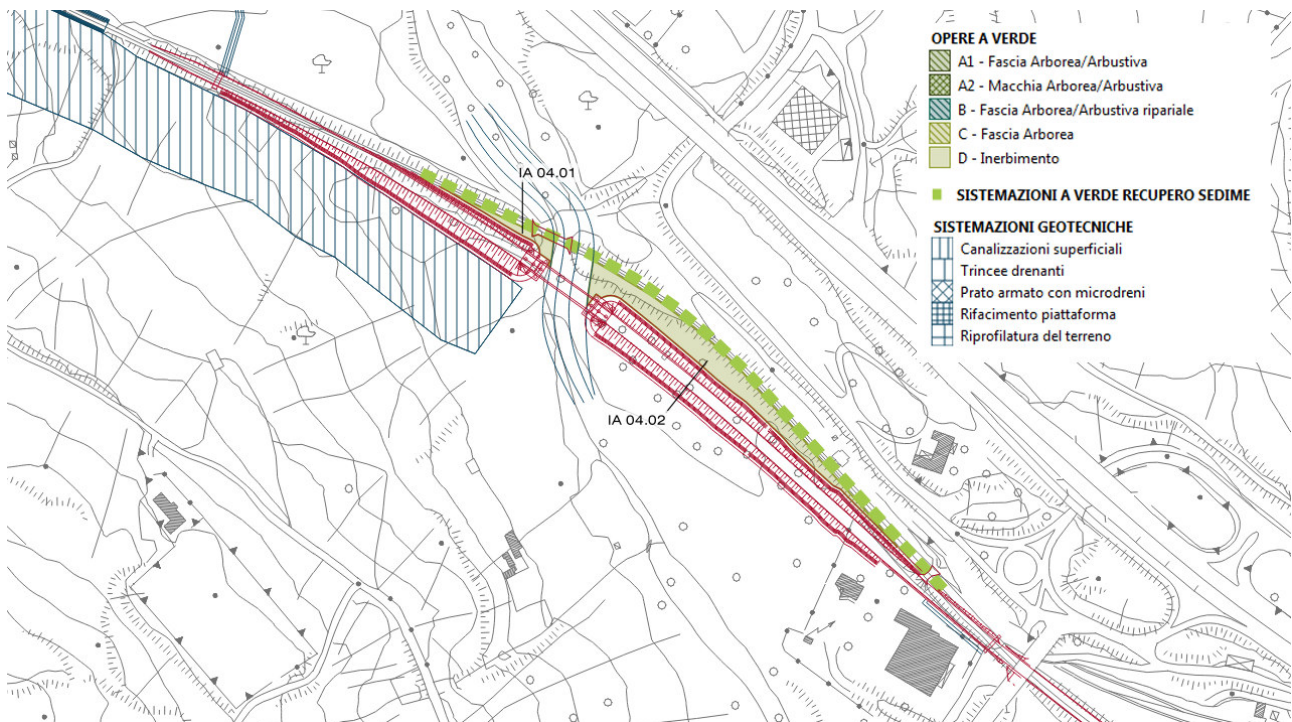 OPERE A VERDE
A1 - Fascia Arborea/Arbustiva
A2 - Macchia Arborea/Arbustiva
B - Fascia Arborea/Arbustiva ripariale
C - Fascia Arborea
D - Inerbimento
SISTEMAZIONI A VERDE RECUPERO SEDIME
SISTEMAZIONI GEOTECNICHE
Canalizzazioni superficiali
Trincee drenanti
Prato armato con microdreni
Rifacimento piattaforma
Riprofilatura del terreno
IA 04.01
IA 04.02